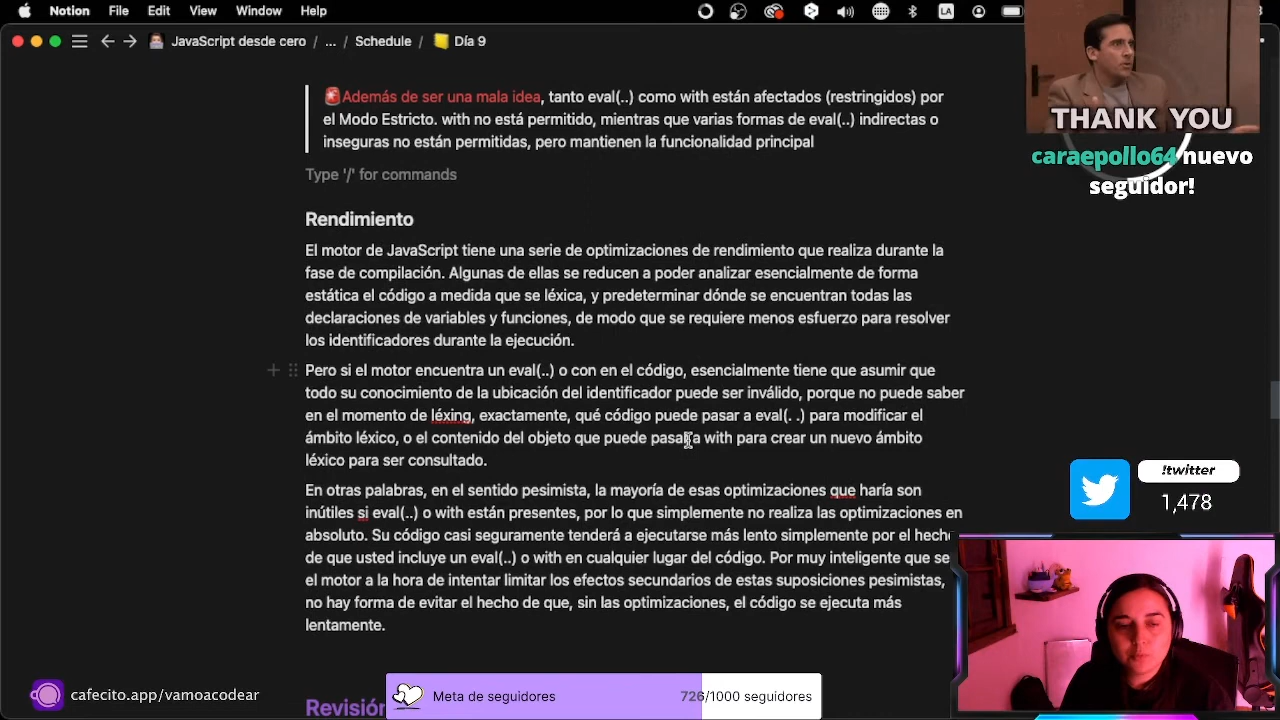 Notion File Edit View Window Help LA
JavaScript desde cero / ... / Schedule / Día 9
Además de ser una mala idea, tanto eval(..) como with están afectados (restringidos) por
el Modo Estricto. with no está permitido, mientras que varias formas de eval(..) indirectas o
inseguras no están permitidas, pero mantienen la funcionalidad principal
Type '/' for commands
Rendimiento
El motor de JavaScript tiene una serie de optimizaciones de rendimiento que realiza durante la
fase de compilación. Algunas de ellas se reducen a poder analizar esencialmente de forma
estática el código a medida que se léxica, y predeterminar dónde se encuentran todas las
declaraciones de variables y funciones, de modo que se requiere menos esfuerzo para resolver
los identificadores durante la ejecución.
Pero si el motor encuentra un eval(..) o con en el código, esencialmente tiene que asumir que
todo su conocimiento de la ubicación del identificador puede ser inválido, porque no puede saber
en el momento de léxing, exactamente, qué código puede pasar a eval(. .) para modificar el
ámbito léxico, o el contenido del objeto que puede pasar a with para crear un nuevo ámbito
léxico para ser consultado.
En otras palabras, en el sentido pesimista, la mayoría de esas optimizaciones que haría son
inútiles si eval(..) o with están presentes, por lo que simplemente no realiza las optimizaciones en
absoluto. Su código casi seguramente tenderá a ejecutarse más lento simplemente por el hecho
de que usted incluye un eval(..) o with en cualquier lugar del código. Por muy inteligente que se
el motor a la hora de intentar limitar los efectos secundarios de estas suposiciones pesimistas,
no hay forma de evitar el hecho de que, sin las optimizaciones, el código se ejecuta más
lentamente.
Revisión
THANK YOU
caraepollo64 nuevo
seguidor!
!twitter
1,478
cafecito.app/vamoacodear
Meta de seguidores 726/1000 seguidores